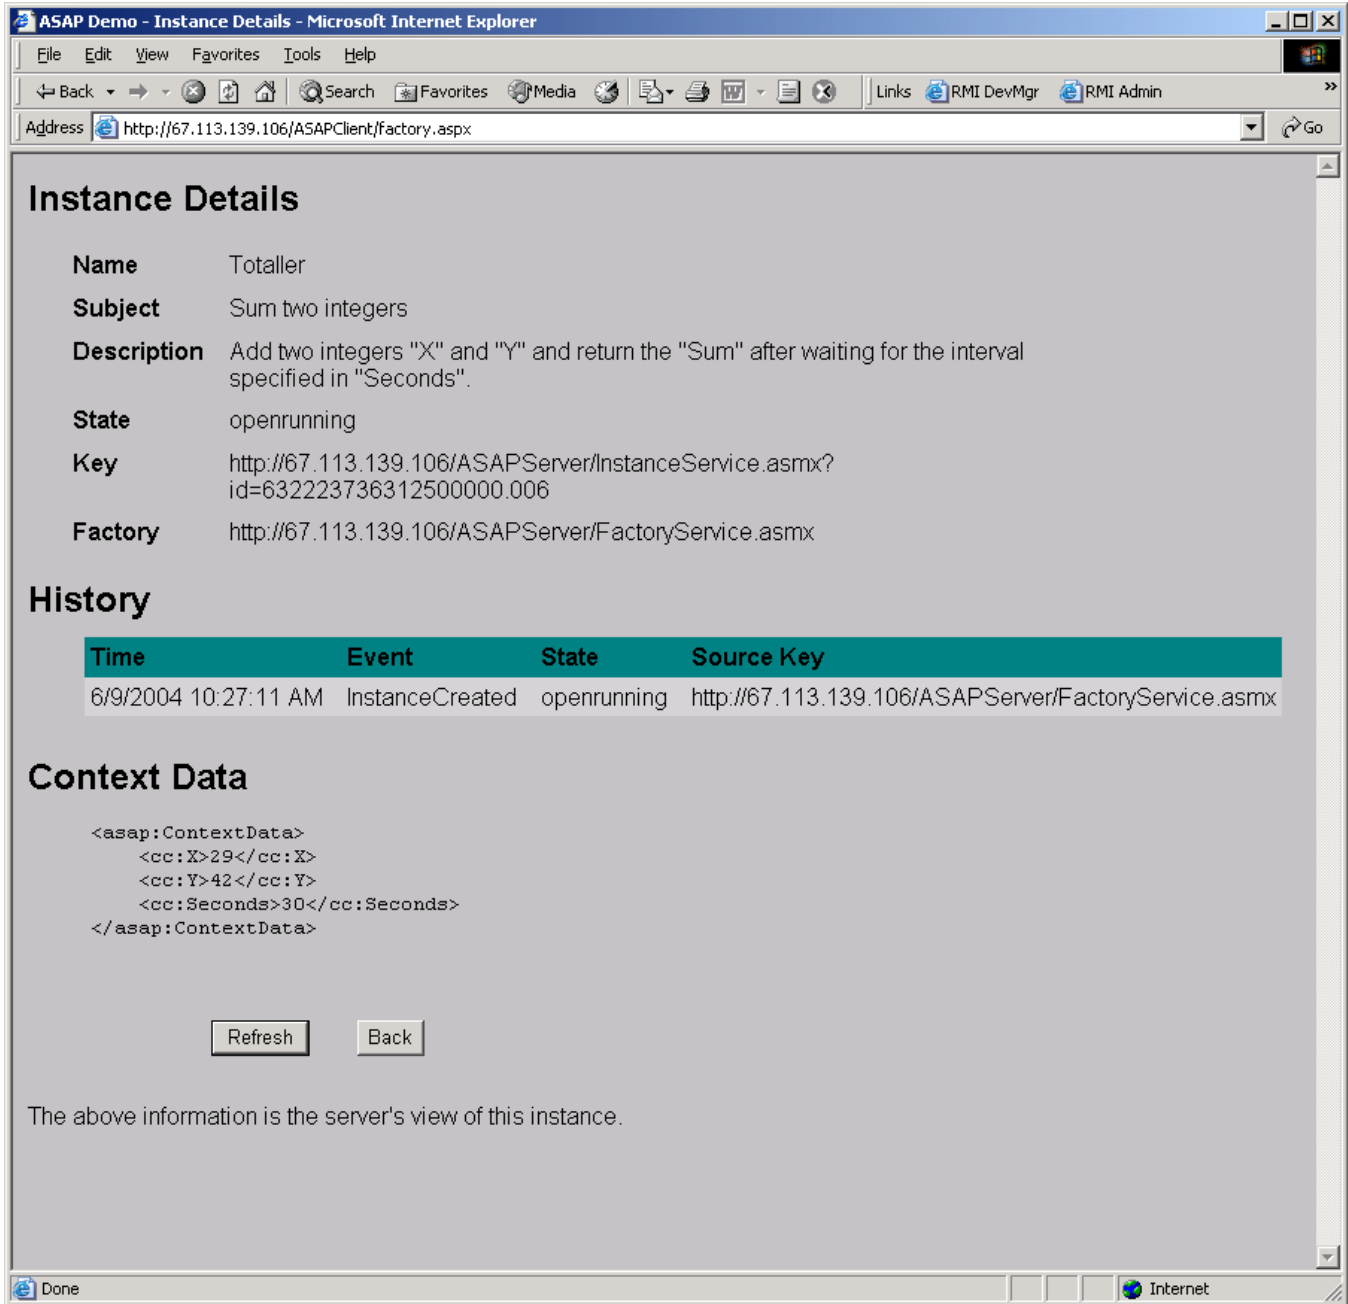 ASAP Demo - Instance Details - Microsoft Internet Explorer
File Edit View Favorites Tools Help
Back Search Favorites Media Links RMI DevMgr RMI Admin »
Address http://67.113.139.106/ASAPClient/factory.aspx Go
Instance Details
Name Totaller
Subject Sum two integers
Description Add two integers "X" and "Y" and return the "Sum" after waiting for the interval
specified in "Seconds".
State openrunning
Key http://67.113.139.106/ASAPServer/InstanceService.asmx?
id=632223736312500000.006
Factory http://67.113.139.106/ASAPServer/FactoryService.asmx
History
Time Event State Source Key
6/9/2004 10:27:11 AM InstanceCreated openrunning http://67.113.139.106/ASAPServer/FactoryService.asmx
Context Data
<asap:ContextData>
<cc:X>29</cc:X>
<cc:Y>42</cc:Y>
<cc:Seconds>30</cc:Seconds>
</asap:ContextData>
Refresh Back
The above information is the server's view of this instance.
Done Internet